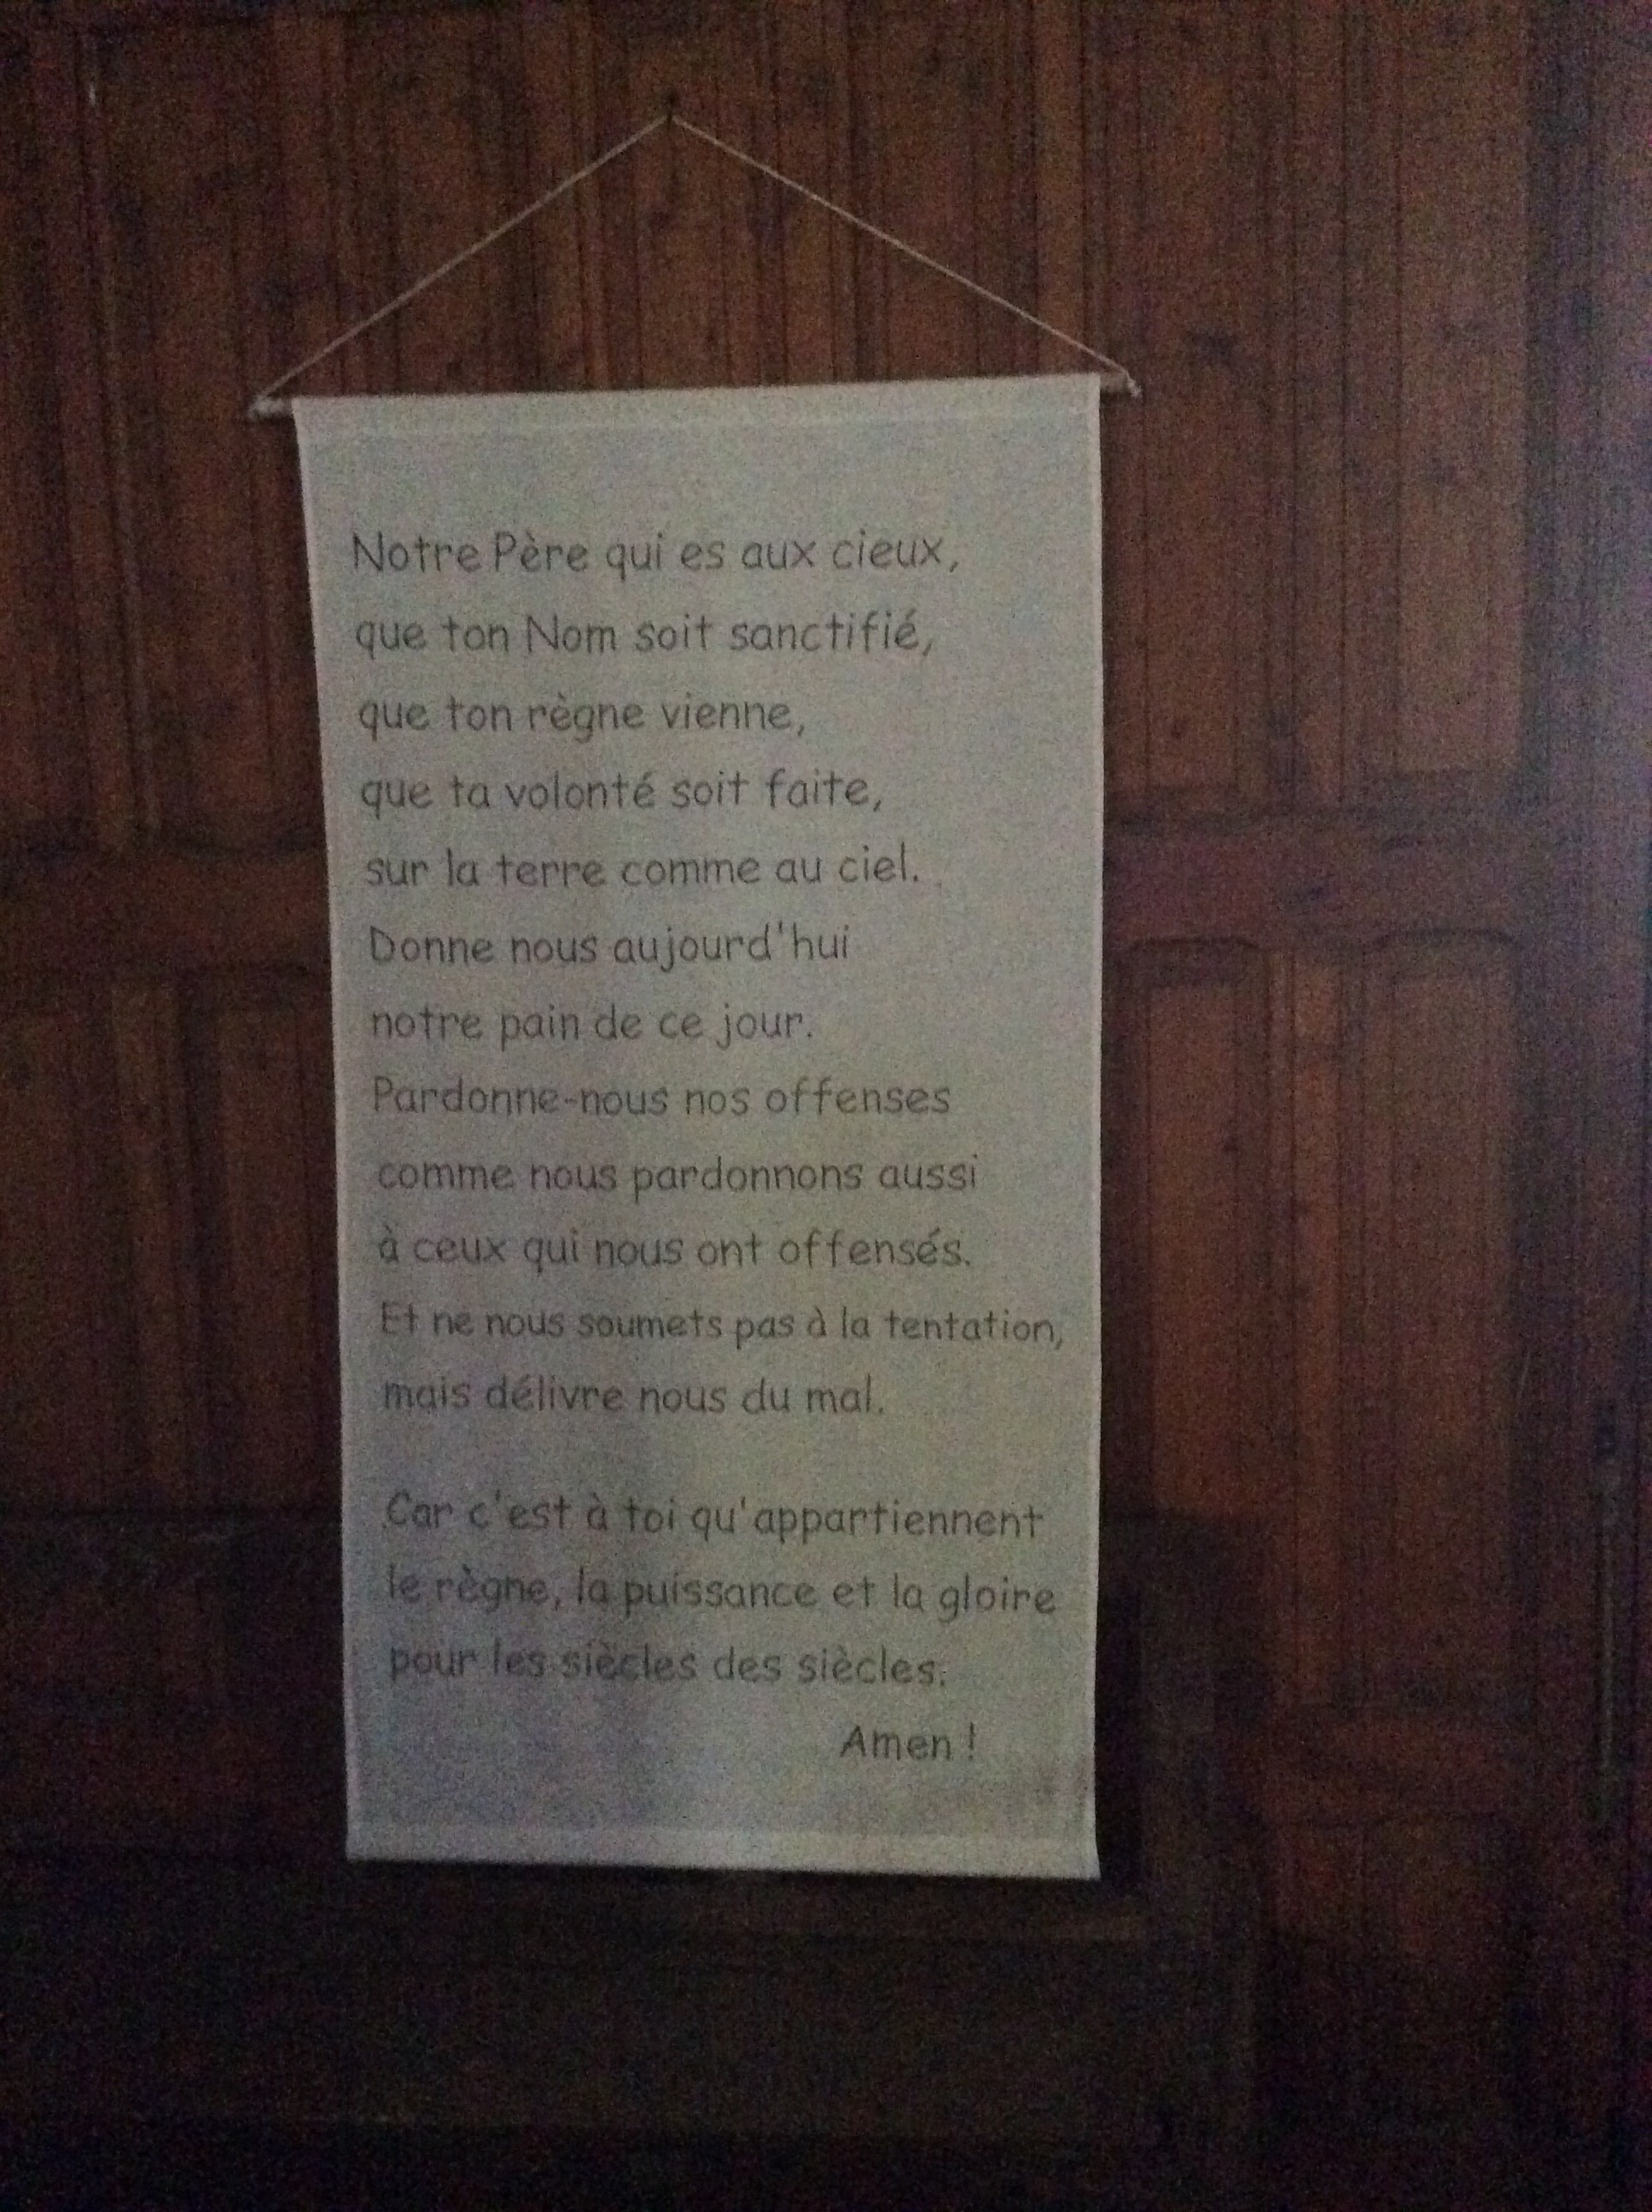 Notre Père qui es aux cieux,
que ton Nom soit sanctifié,
que ton règne vienne,
que ta volonté soit faite,
sur la terre comme au ciel.
Donne nous aujourd'hui
notre pain de ce jour.
Pardonne-nous nos offenses
comme nous pardonnons aussi
à ceux qui nous ont offensés.
Et ne nous soumets pas à la tentation,
mais délivre nous du mal.
Car c'est à toi qu'appartiennent
le règne, la puissance et la gloire
pour les siècles des siècles.
Amen !